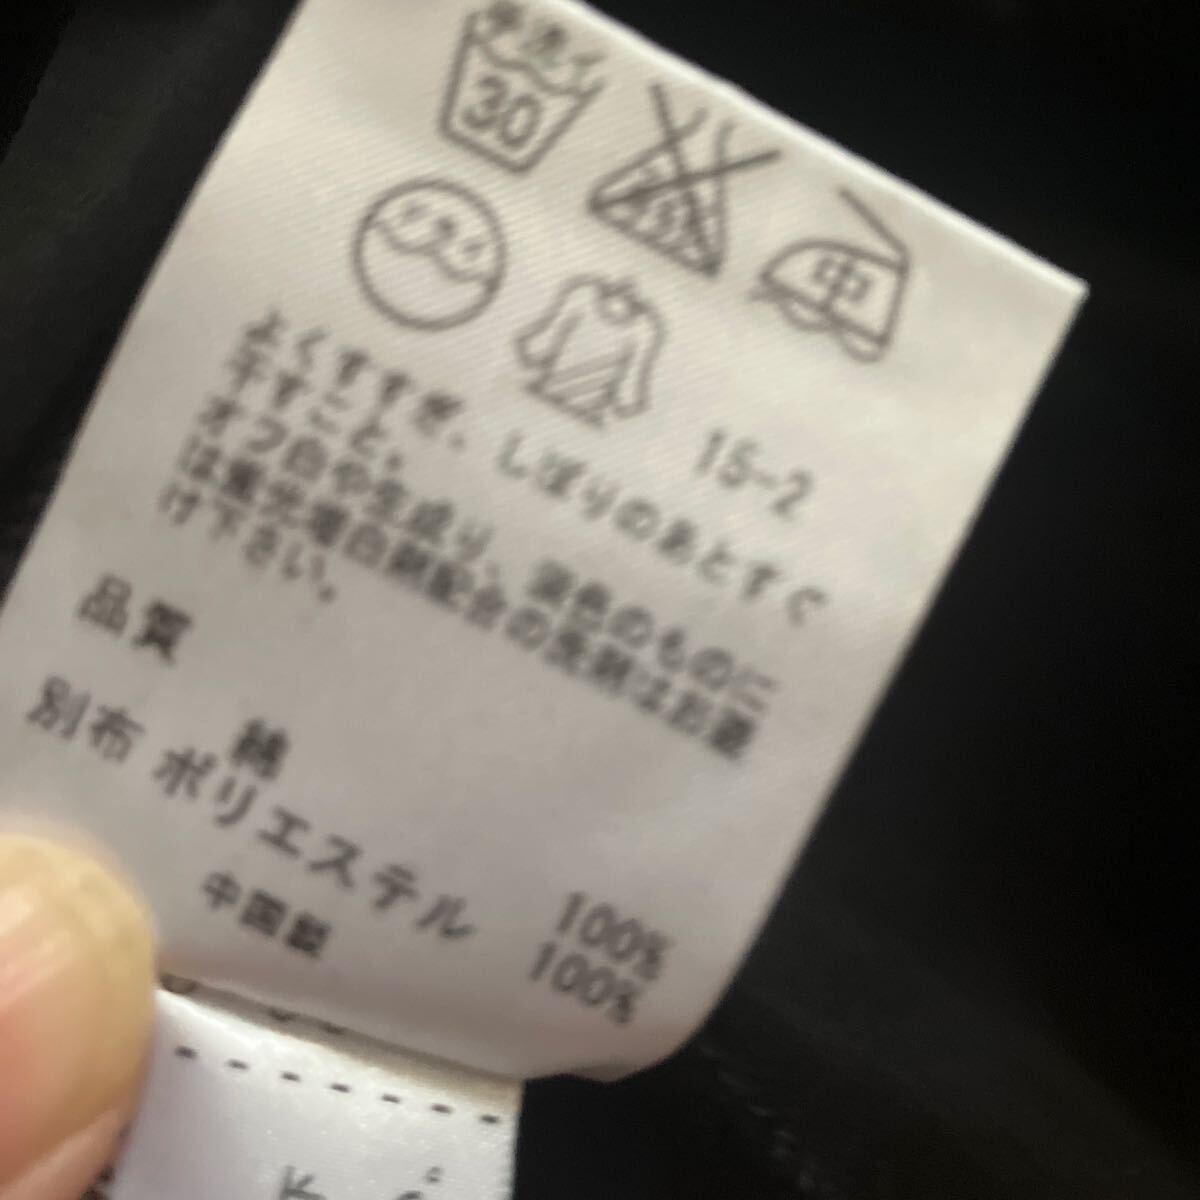 手洗イ
30
中
15-2
よくすすぎ、しぼりのあとすぐ
干すこと。
オフ白や生成り、淡色のものに
は蛍光増白剤配合の洗剤はお避
け下さい。
品質
綿 100%
別布 ポリエステル 100%
中国製